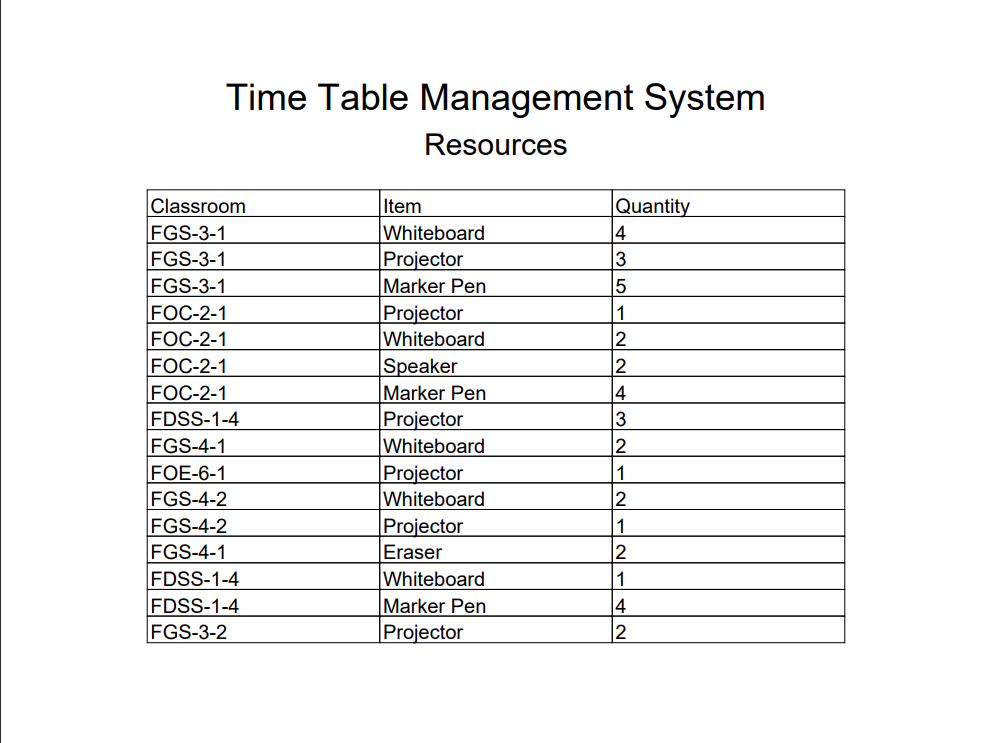 Time Table Management System
Resources
Classroom Item Quantity
FGS-3-1 Whiteboard 4
FGS-3-1 Projector 3
FGS-3-1 Marker Pen 5
FOC-2-1 Projector 1
FOC-2-1 Whiteboard 2
FOC-2-1 Speaker 2
FOC-2-1 Marker Pen 4
FDSS-1-4 Projector 3
FGS-4-1 Whiteboard 2
FOE-6-1 Projector 1
FGS-4-2 Whiteboard 2
FGS-4-2 Projector 1
FGS-4-1 Eraser 2
FDSS-1-4 Whiteboard 1
FDSS-1-4 Marker Pen 4
FGS-3-2 Projector 2